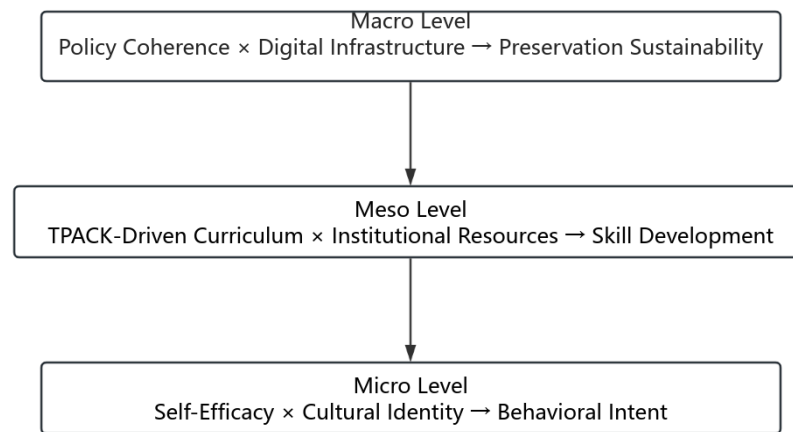 Macro Level
Policy Coherence × Digital Infrastructure → Preservation Sustainability
Meso Level
TPACK-Driven Curriculum × Institutional Resources → Skill Development
Micro Level
Self-Efficacy × Cultural Identity → Behavioral Intent